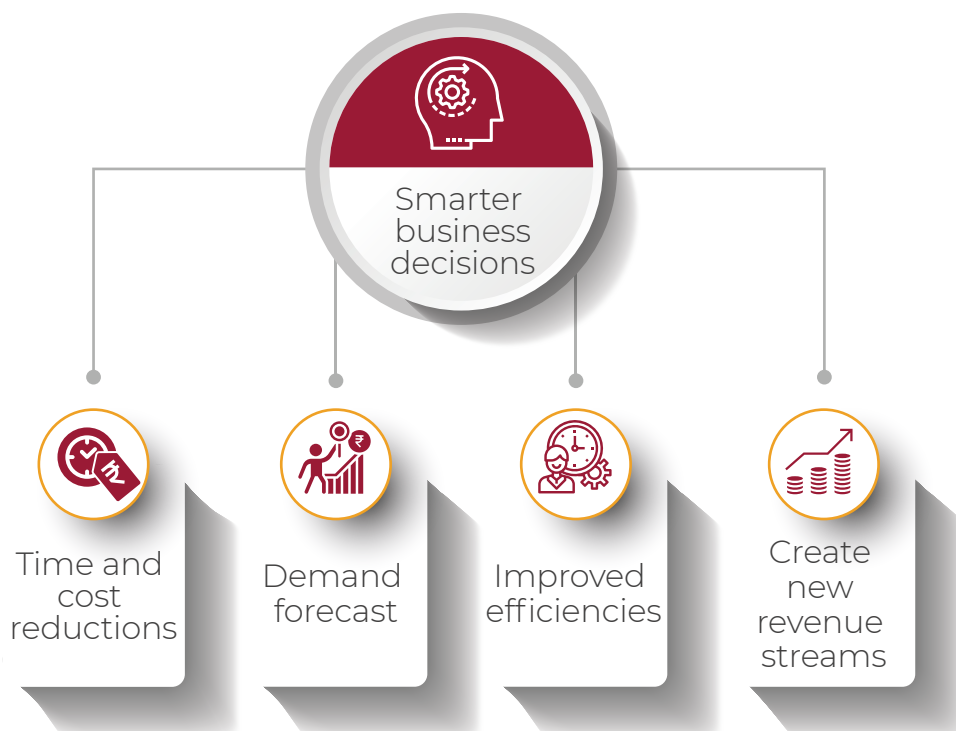 Smarter
business
decisions
₹
₹
Time and
cost
reductions
Demand
forecast
Improved
efficiencies
Create
new
revenue
streams